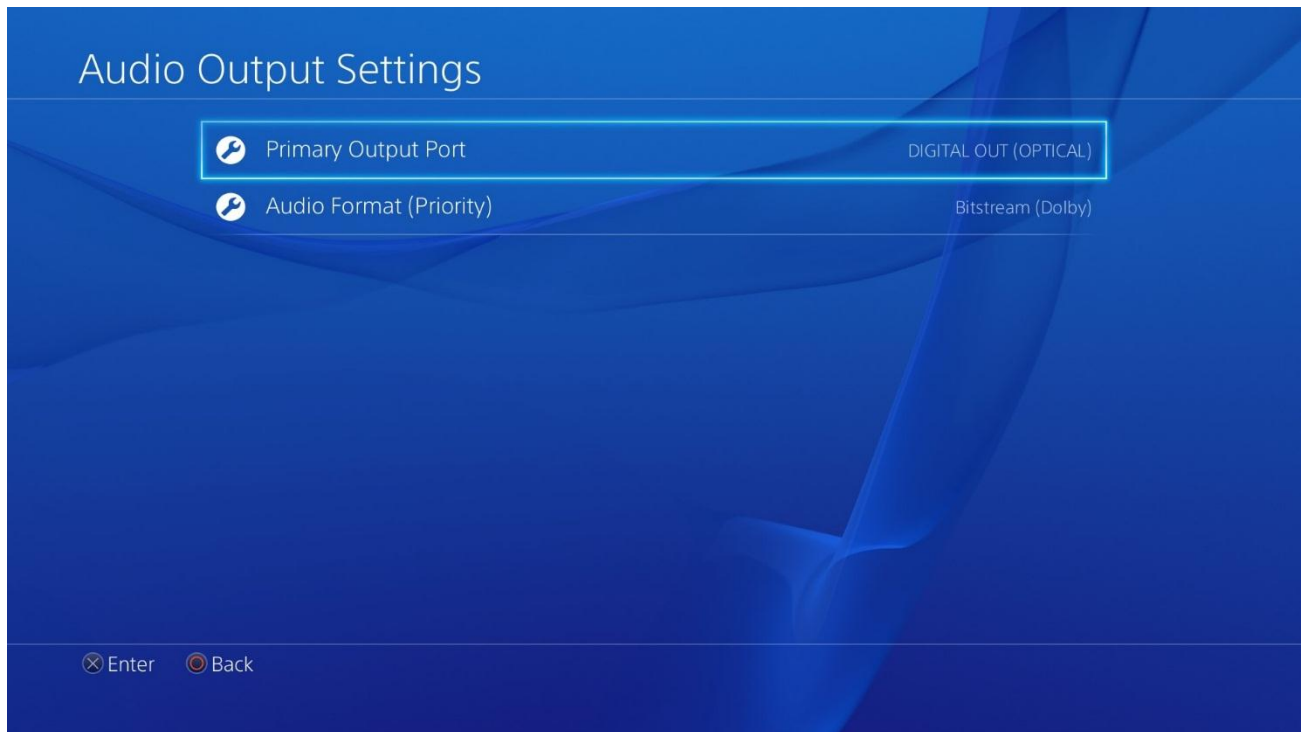 Audio Output Settings
Primary Output Port DIGITAL OUT (OPTICAL)
Audio Format (Priority) Bitstream (Dolby)
Enter Back